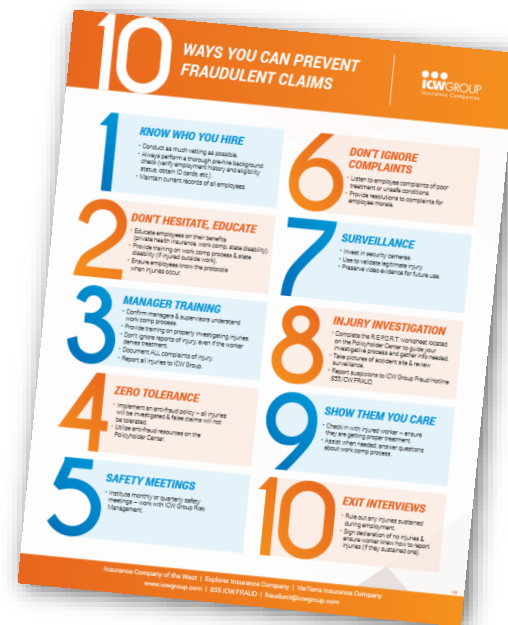 10 WAYS YOU CAN PREVENT
FRAUDULENT CLAIMS
ICWGROUP
Insurance Companies
1
KNOW WHO YOU HIRE
• Conduct as much vetting as possible.
• Always perform a thorough pre-hire background
check (verify employment history and eligibility
status, obtain ID cards, etc.).
• Maintain current records of all employees.
2
DON'T HESITATE, EDUCATE
• Educate employees on their benefits
(private health insurance, work comp, state disability).
• Provide training on work comp process & state
disability (if injured outside work).
• Ensure employees know the protocols
when injuries occur.
3
MANAGER TRAINING
• Confirm managers & supervisors understand
work comp process.
• Provide training on properly investigating injuries.
• Don't ignore reports of injury, even if the worker
denies treatment.
• Document ALL complaints of injury.
• Report all injuries to ICW Group.
4
ZERO TOLERANCE
• Implement an anti-fraud policy – all injuries
will be investigated & false claims will not
be tolerated.
• Utilize anti-fraud resources on the
Policyholder Center.
5
SAFETY MEETINGS
• Institute monthly or quarterly safety
meetings – work with ICW Group Risk
Management.
6
DON'T IGNORE
COMPLAINTS
• Listen to employee complaints of poor
treatment or unsafe conditions.
• Provide resolutions to complaints for
employee morale.
7
SURVEILLANCE
• Invest in security cameras.
• Use to validate legitimate injury.
• Preserve video evidence for future use.
8
INJURY INVESTIGATION
• Complete the R.E.P.O.R.T. worksheet located
on the Policyholder Center to guide your
investigative process and gather info needed.
• Take pictures of accident site & review
surveillance.
• Report suspicions to ICW Group Fraud Hotline
855.ICW.FRAUD.
9
SHOW THEM YOU CARE
• Check in with injured worker – ensure
they are getting proper treatment.
• Assist when needed; answer questions
about work comp process.
10
EXIT INTERVIEWS
• Rule out any injuries sustained
during employment.
• Sign declaration of no injuries &
ensure worker knew how to report
injuries (if they sustained one).
Insurance Company of the West | Explorer Insurance Company | VerTerra Insurance Company
www.icwgroup.com | 855.ICW.FRAUD | fraudsiu@icwgroup.com